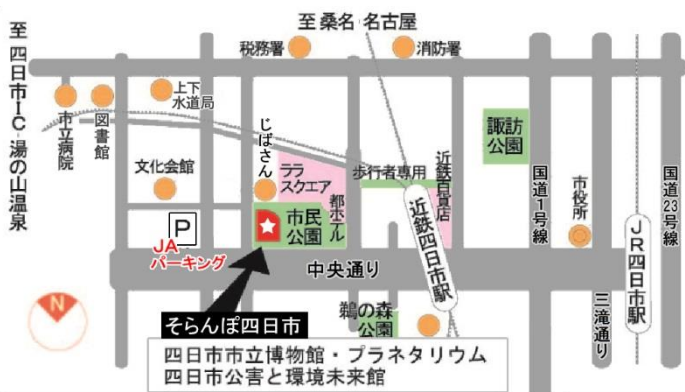 至 桑名 名古屋
至 四日市IC・湯の山温泉
税務署
消防署
上下
水道局
市立病院
図書館
じばさん
文化会館
ララ
スクエア
歩行者専用
近鉄百貨店
諏訪
公園
国道1号線
市役所
国道23号線
P
JA
パーキング
市民
公園
都ホテル
近鉄四日市駅
JR四日市駅
中央通り
三滝通り
N
鵜の森
公園
そらんぽ四日市
四日市市立博物館・プラネタリウム
四日市公害と環境未来館